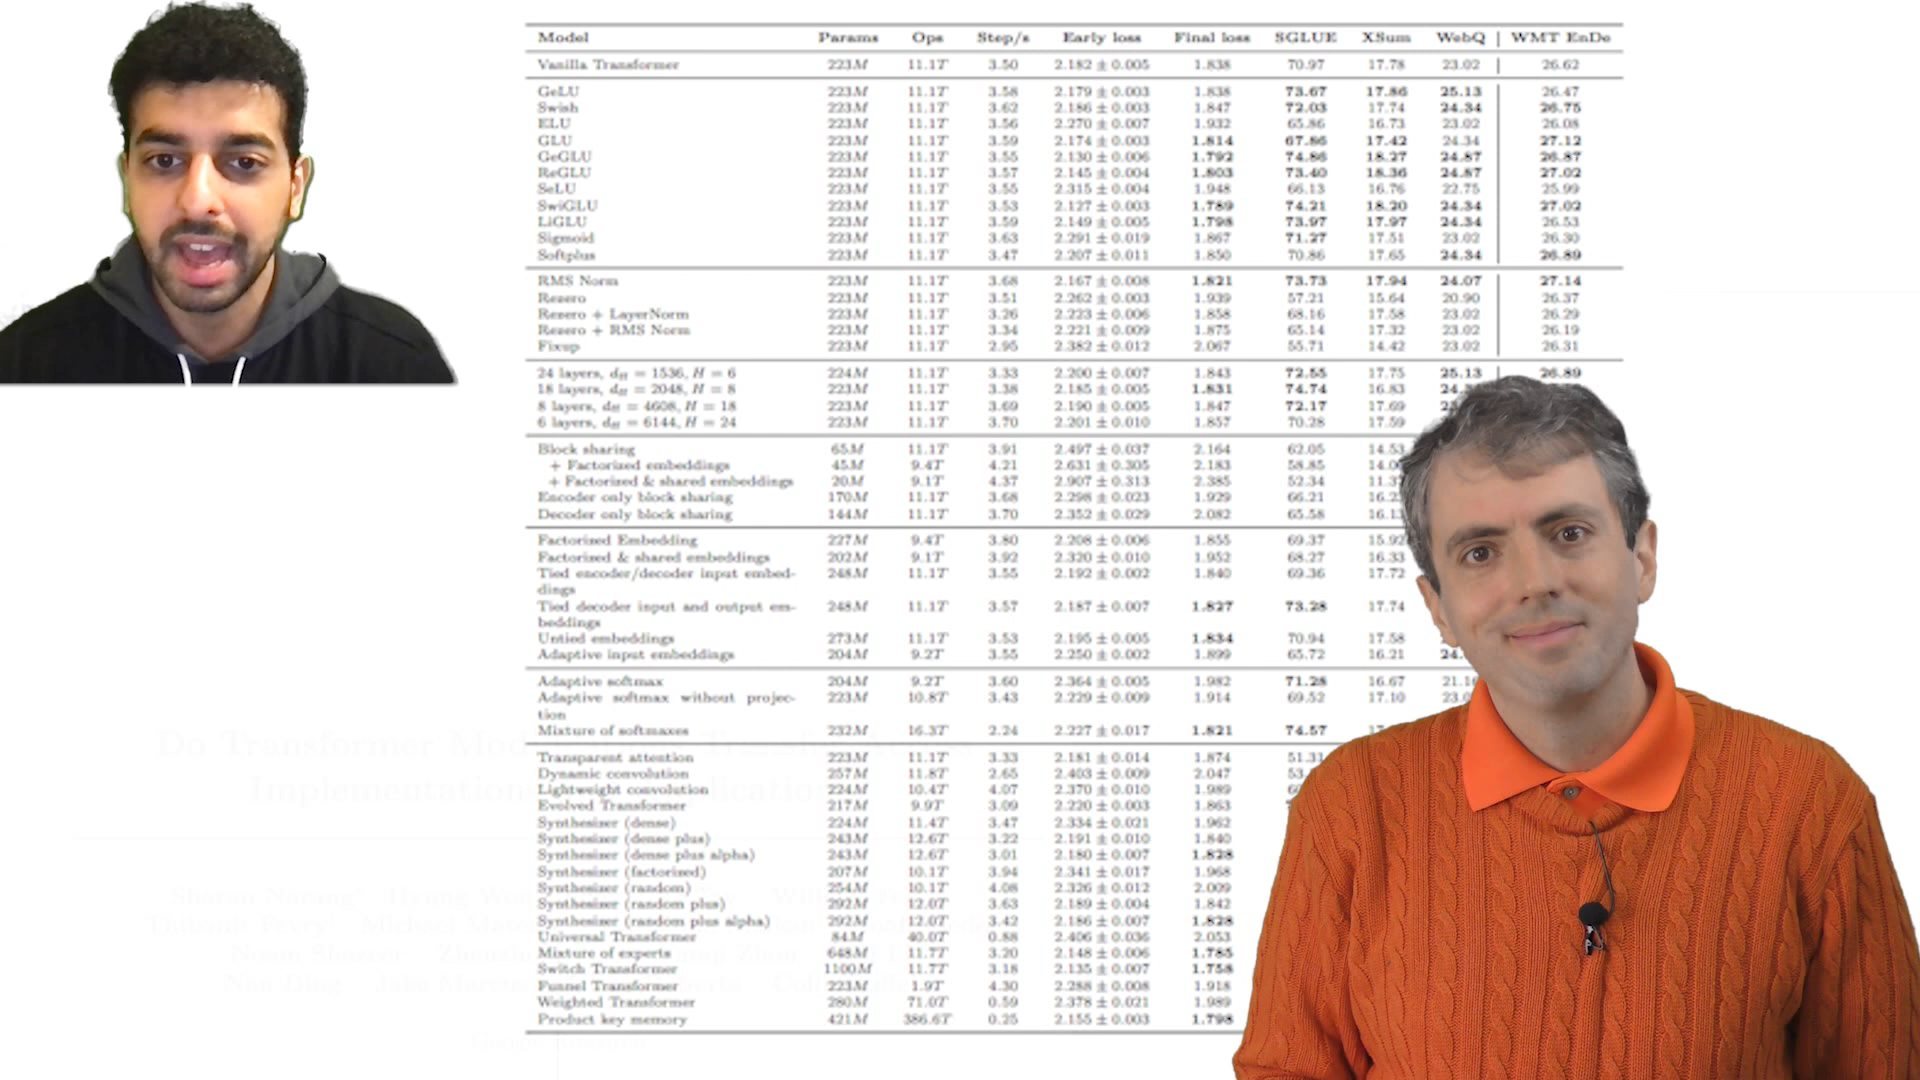 Model Params Ops Step/s Early loss Final loss SGLUE XSum WebQ WMT EnDe
Vanilla Transformer 223M 11.1T 3.50 2.182 ± 0.005 1.838 70.97 17.78 23.02 26.62
GeLU 223M 11.1T 3.58 2.179 ± 0.003 1.838 73.67 17.86 25.13 26.47
Swish 223M 11.1T 3.62 2.186 ± 0.003 1.847 72.03 17.74 24.34 26.75
ELU 223M 11.1T 3.56 2.270 ± 0.007 1.932 65.86 16.73 23.02 26.08
GLU 223M 11.1T 3.59 2.174 ± 0.003 1.814 67.86 17.42 24.34 27.12
GeGLU 223M 11.1T 3.55 2.130 ± 0.006 1.792 74.86 18.27 24.87 26.87
ReGLU 223M 11.1T 3.57 2.145 ± 0.004 1.803 73.40 18.36 24.87 27.02
SeLU 223M 11.1T 3.55 2.315 ± 0.004 1.948 66.13 16.76 22.75 25.99
SwiGLU 223M 11.1T 3.53 2.127 ± 0.003 1.789 74.21 18.20 24.34 27.02
LiGLU 223M 11.1T 3.59 2.149 ± 0.005 1.798 73.97 17.97 24.34 26.53
Sigmoid 223M 11.1T 3.63 2.291 ± 0.019 1.867 71.27 17.51 23.02 26.30
Softplus 223M 11.1T 3.47 2.207 ± 0.011 1.850 70.86 17.65 24.34 26.89
RMS Norm 223M 11.1T 3.68 2.167 ± 0.008 1.821 73.73 17.94 24.07 27.14
Rezero 223M 11.1T 3.51 2.262 ± 0.003 1.939 57.21 15.64 20.90 26.37
Rezero + LayerNorm 223M 11.1T 3.26 2.223 ± 0.006 1.858 68.16 17.58 23.02 26.29
Rezero + RMS Norm 223M 11.1T 3.34 2.221 ± 0.009 1.875 65.14 17.32 23.02 26.19
Fixup 223M 11.1T 2.95 2.382 ± 0.012 2.067 55.71 14.42 23.02 26.31
24 layers, dff = 1536, H = 6 224M 11.1T 3.33 2.200 ± 0.007 1.843 72.55 17.75 25.13 26.89
18 layers, dff = 2048, H = 8 223M 11.1T 3.38 2.185 ± 0.005 1.831 74.74 16.83
8 layers, dff = 4608, H = 18 223M 11.1T 3.69 2.190 ± 0.005 1.847 72.17 17.69
6 layers, dff = 6144, H = 24 223M 11.1T 3.70 2.201 ± 0.010 1.857 70.28 17.59
Block sharing 65M 11.1T 3.91 2.497 ± 0.037 2.164 62.05 14.53
+ Factorized embeddings 45M 9.4T 4.21 2.631 ± 0.305 2.183 58.85
+ Factorized & shared embeddings 20M 9.1T 4.37 2.907 ± 0.313 2.385 52.34
Encoder only block sharing 170M 11.1T 3.68 2.298 ± 0.023 1.929 66.21
Decoder only block sharing 144M 11.1T 3.70 2.352 ± 0.029 2.082 65.58
Factorized Embedding 227M 9.4T 3.80 2.208 ± 0.006 1.855 69.37
Factorized & shared embeddings 202M 9.1T 3.92 2.320 ± 0.010 1.952 68.27 16.33
Tied encoder/decoder input embed- 248M 11.1T 3.55 2.192 ± 0.002 1.840 69.36 17.72
dings
Tied decoder input and output em- 248M 11.1T 3.57 2.187 ± 0.007 1.827 73.28 17.74
beddings
Untied embeddings 273M 11.1T 3.53 2.195 ± 0.005 1.834 70.94 17.58
Adaptive input embeddings 204M 9.2T 3.55 2.250 ± 0.002 1.899 65.72 16.21
Adaptive softmax 204M 9.2T 3.60 2.364 ± 0.005 1.982 71.28 16.67
Adaptive softmax without projec- 223M 10.8T 3.43 2.229 ± 0.009 1.914 69.52 17.10
tion
Mixture of softmaxes 232M 16.3T 2.24 2.227 ± 0.017 1.821 74.57
Transparent attention 223M 11.1T 3.33 2.181 ± 0.014 1.874 51.31
Dynamic convolution 257M 11.8T 2.65 2.403 ± 0.009 2.047
Lightweight convolution 224M 10.4T 4.07 2.370 ± 0.010 1.989
Evolved Transformer 217M 9.9T 3.09 2.220 ± 0.003 1.863
Synthesizer (dense) 224M 11.4T 3.47 2.334 ± 0.021 1.962
Synthesizer (dense plus) 243M 12.6T 3.22 2.191 ± 0.010 1.840
Synthesizer (dense plus alpha) 243M 12.6T 3.01 2.180 ± 0.007 1.828
Synthesizer (factorized) 207M 10.1T 3.94 2.341 ± 0.017 1.968
Synthesizer (random) 254M 10.1T 4.08 2.326 ± 0.012 2.009
Synthesizer (random plus) 292M 12.0T 3.63 2.189 ± 0.004 1.842
Synthesizer (random plus alpha) 292M 12.0T 3.42 2.186 ± 0.007 1.828
Universal Transformer 84M 40.0T 0.88 2.406 ± 0.036 2.053
Mixture of experts 648M 11.7T 3.20 2.148 ± 0.006 1.785
Switch Transformer 1100M 11.7T 3.18 2.135 ± 0.007 1.758
Funnel Transformer 223M 1.9T 4.30 2.288 ± 0.008 1.918
Weighted Transformer 280M 71.0T 0.59 2.378 ± 0.021 1.989
Product key memory 421M 386.6T 0.25 2.155 ± 0.003 1.798
Do Transformer